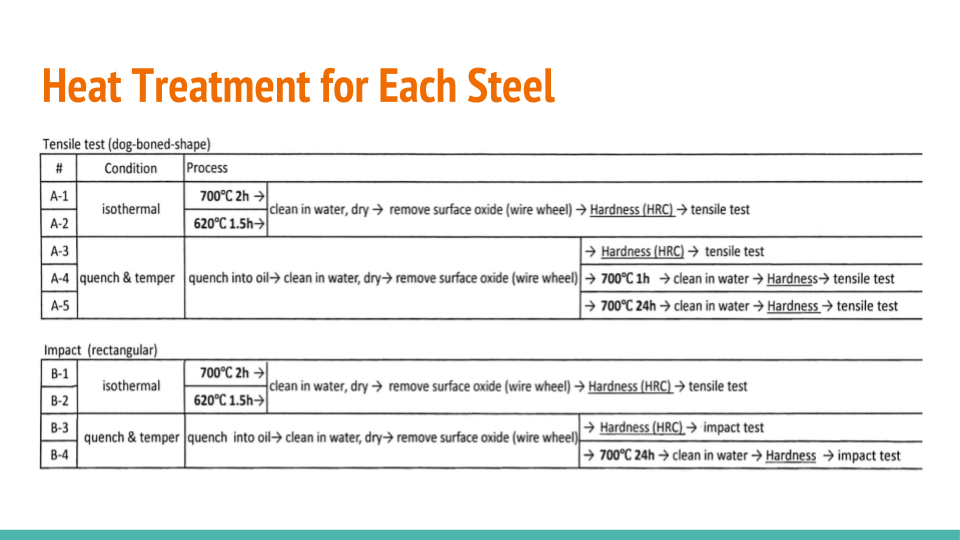 Heat Treatment for Each Steel
Tensile test (dog-boned-shape)
# Condition Process
A-1 isothermal 700°C 2h → clean in water, dry → remove surface oxide (wire wheel) → Hardness (HRC) → tensile test
A-2 620°C 1.5h→
A-3 quench & temper quench into oil→ clean in water, dry→ remove surface oxide (wire wheel) → Hardness (HRC) → tensile test
A-4 → 700°C 1h → clean in water → Hardness→ tensile test
A-5 → 700°C 24h → clean in water → Hardness → tensile test
Impact (rectangular)
B-1 isothermal 700°C 2h → clean in water, dry → remove surface oxide (wire wheel) → Hardness (HRC) → tensile test
B-2 620°C 1.5h→
B-3 quench & temper quench into oil→ clean in water, dry→ remove surface oxide (wire wheel) → Hardness (HRC) → impact test
B-4 → 700°C 24h → clean in water → Hardness → impact test